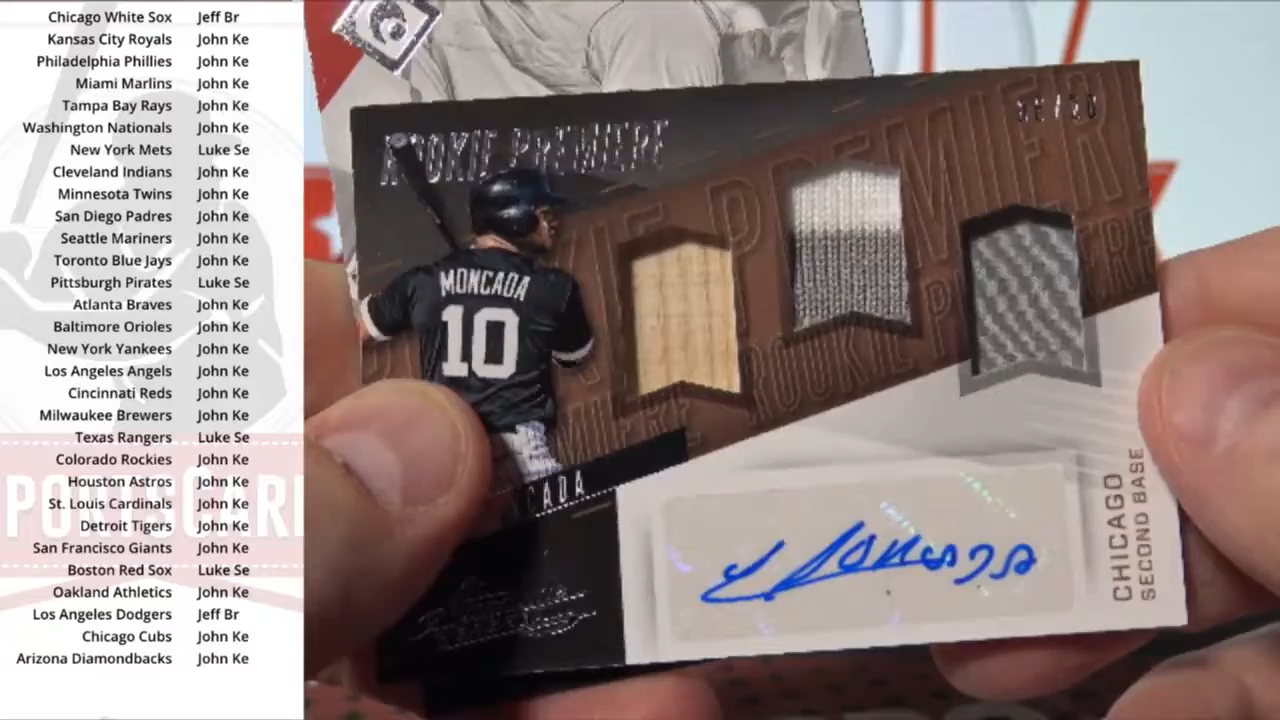 Chicago White Sox Jeff Br
Kansas City Royals John Ke
Philadelphia Phillies John Ke
Miami Marlins John Ke
Tampa Bay Rays John Ke
Washington Nationals John Ke
New York Mets Luke Se
Cleveland Indians John Ke
Minnesota Twins John Ke
San Diego Padres John Ke
Seattle Mariners John Ke
Toronto Blue Jays John Ke
Pittsburgh Pirates Luke Se
Atlanta Braves John Ke
Baltimore Orioles John Ke
New York Yankees John Ke
Los Angeles Angels John Ke
Cincinnati Reds John Ke
Milwaukee Brewers John Ke
Texas Rangers Luke Se
Colorado Rockies John Ke
Houston Astros John Ke
St. Louis Cardinals John Ke
Detroit Tigers John Ke
San Francisco Giants John Ke
Boston Red Sox Luke Se
Oakland Athletics John Ke
Los Angeles Dodgers Jeff Br
Chicago Cubs John Ke
Arizona Diamondbacks John Ke
PORTSCARD
ROOKIE PREMIERE
ROOKIE PREMIERE
MONCADA
10
CADA
CHICAGO
SECOND BASE